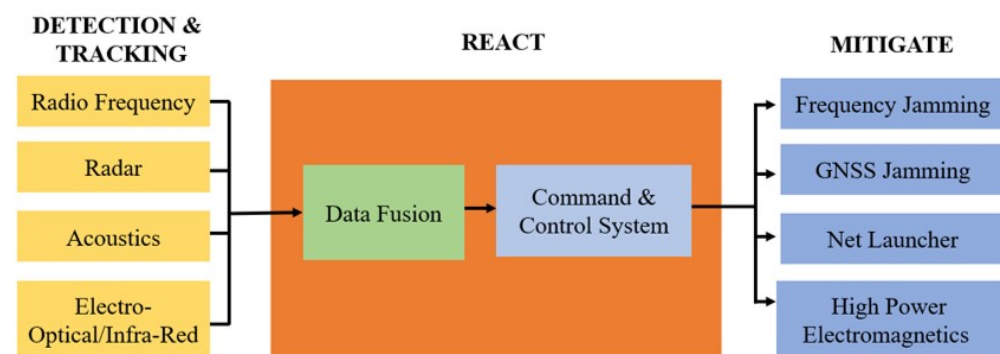 DETECTION &
TRACKING
Radio Frequency
Radar
Acoustics
Electro-
Optical/Infra-Red
REACT
Data Fusion
Command &
Control System
MITIGATE
Frequency Jamming
GNSS Jamming
Net Launcher
High Power
Electromagnetics